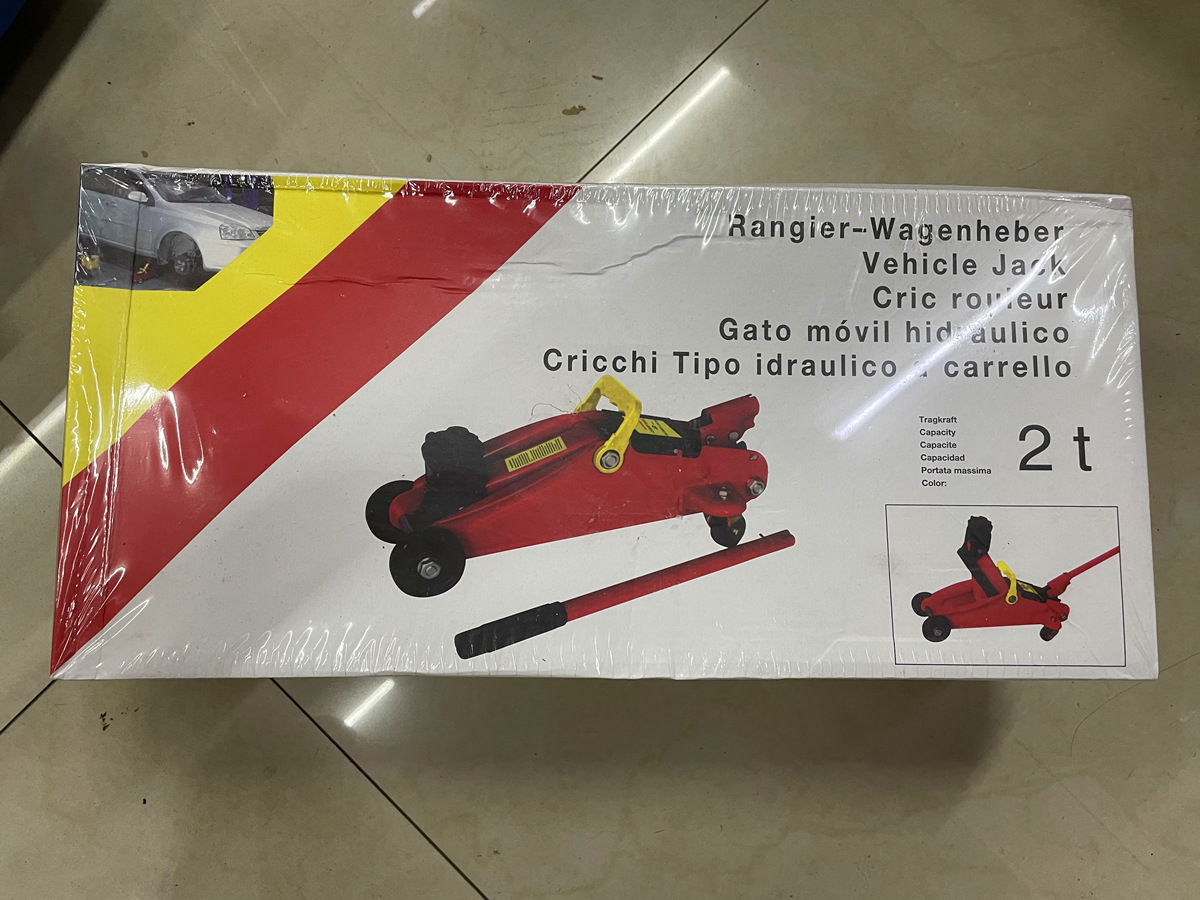 Rangier-Wagenheber
Vehicle Jack
Cric rouleur
Gato móvil hidraulico
Cricchi Tipo idraulico a carrello
Tragkraft
Capacity
Capacite
Capacidad
Portata massima
Color:
2 t